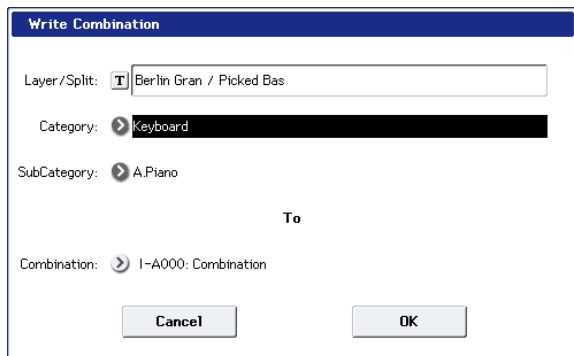 Write Combination
Layer/Split: T Berlin Gran / Picked Bas
Category: Keyboard
SubCategory: A.Piano
To
Combination: I-A000: Combination
Cancel OK